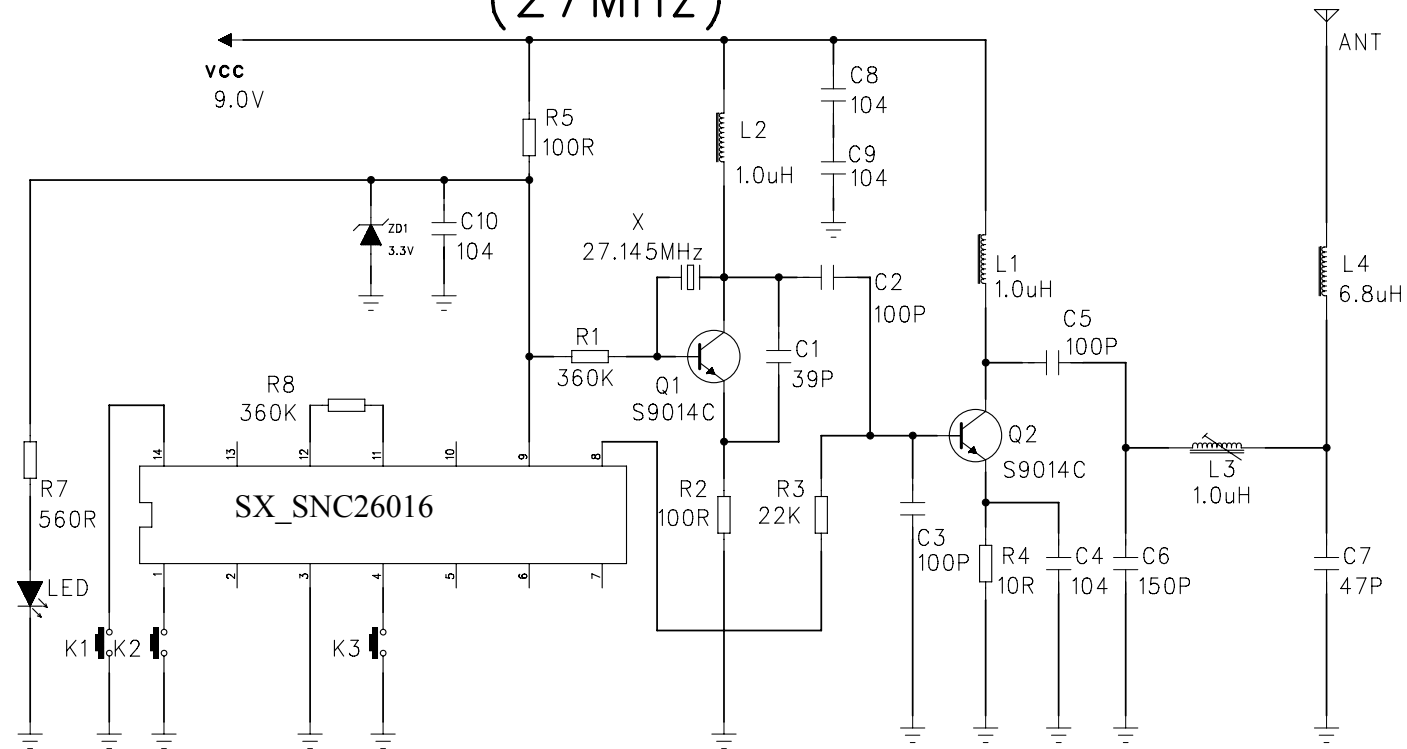 (27MHz)
ANT
VCC
9.0V
R5
100R
L2
1.0uH
C8
104
C9
104
ZD1
3.3V
C10
104
X
27.145MHz
C2
100P
L1
1.0uH
L4
6.8uH
C5
100P
R1
360K
C1
39P
Q1
S9014C
R8
360K
Q2
S9014C
L3
1.0uH
14
13
12
11
10
9
8
SX_SNC26016
R7
560R
R2
100R
R3
22K
C3
100P
R4
10R
C4
104
C6
150P
C7
47P
1
2
3
4
5
6
7
LED
K1
K2
K3